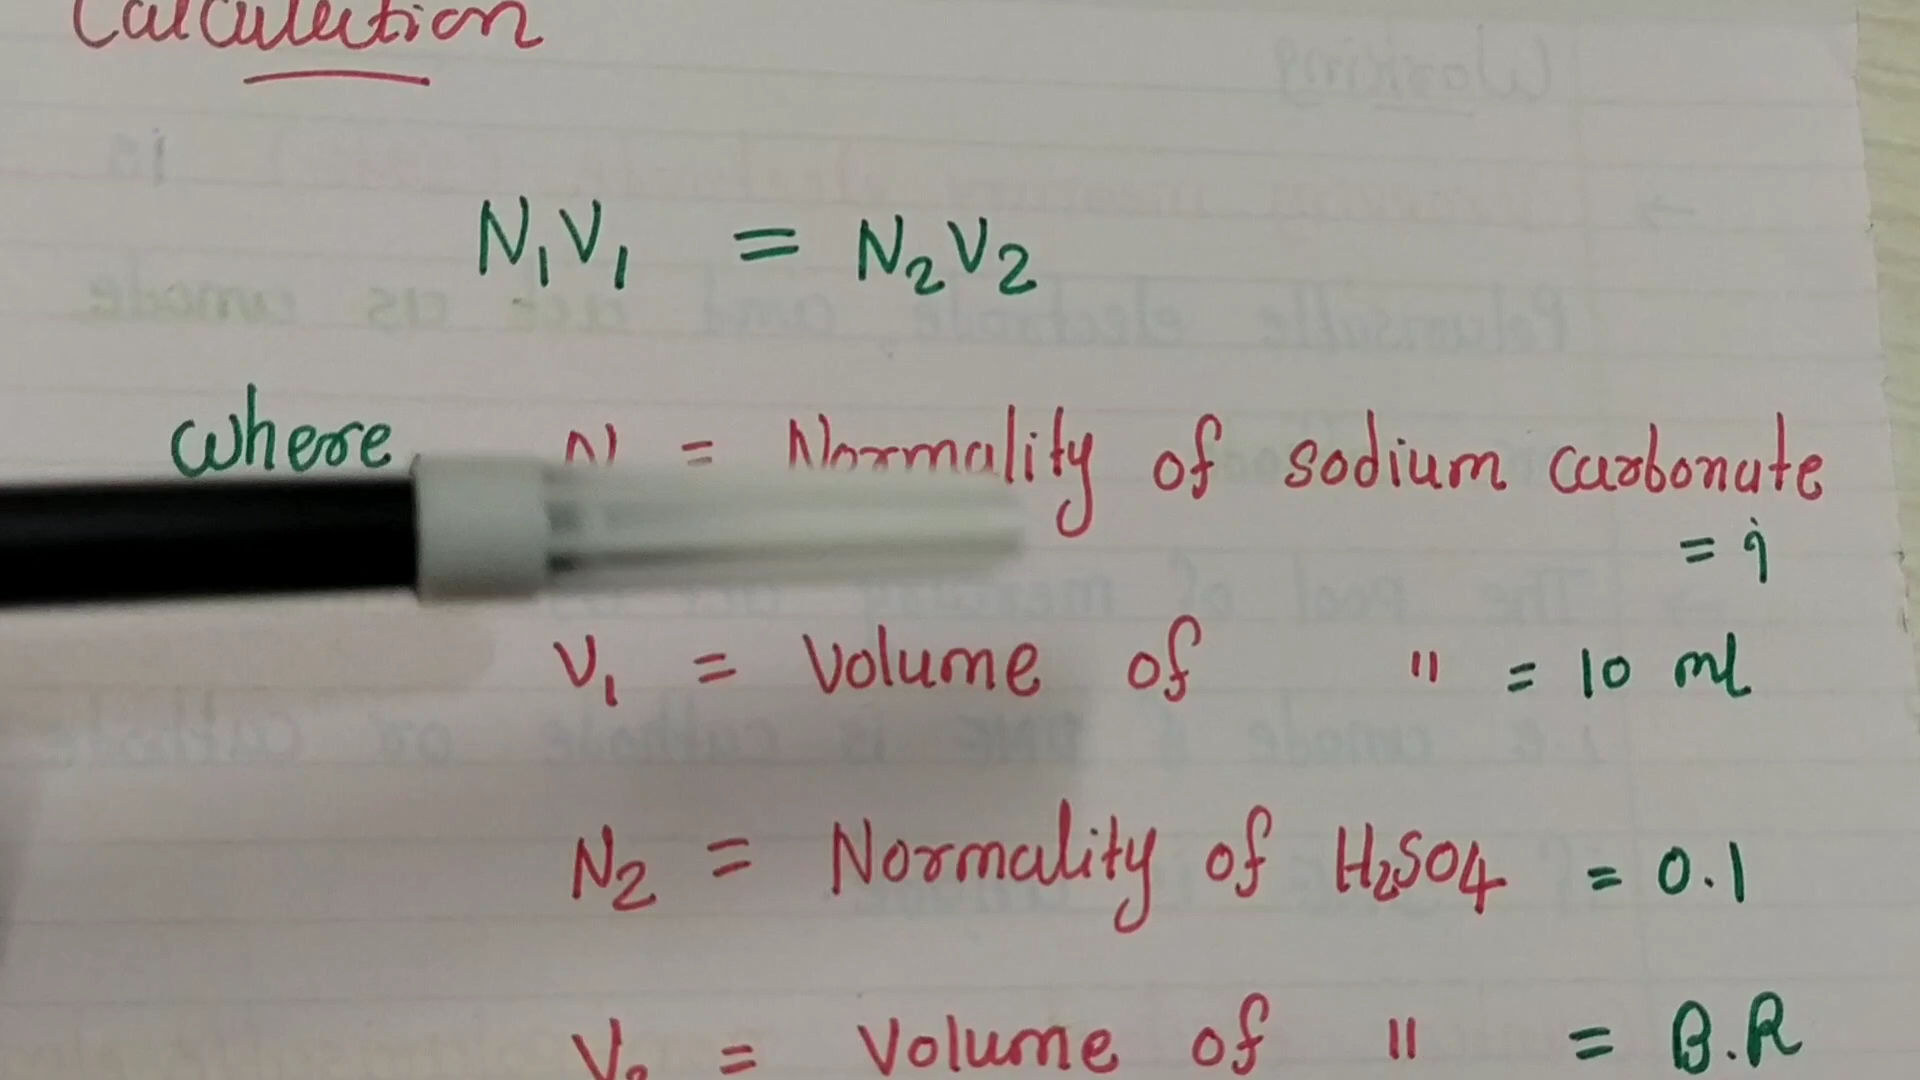 Calculation
N₁V₁ = N₂V₂
where N = Normality of sodium carbonate
= ?
V₁ = Volume of " = 10 ml
N₂ = Normality of H₂SO₄ = 0.1
V₂ = Volume of " = B.R